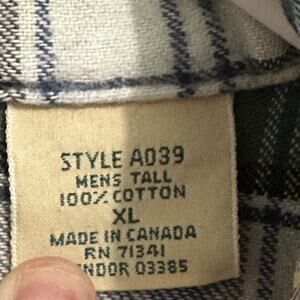 STYLE A039
MENS TALL
100% COTTON
XL
MADE IN CANADA
RN 71341
ENDOR 03385